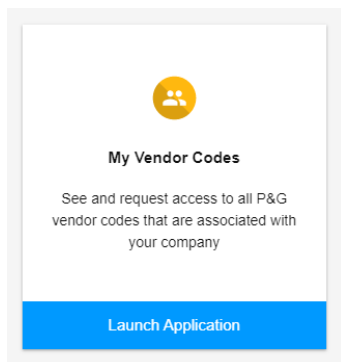 My Vendor Codes
See and request access to all P&G
vendor codes that are associated with
your company
Launch Application